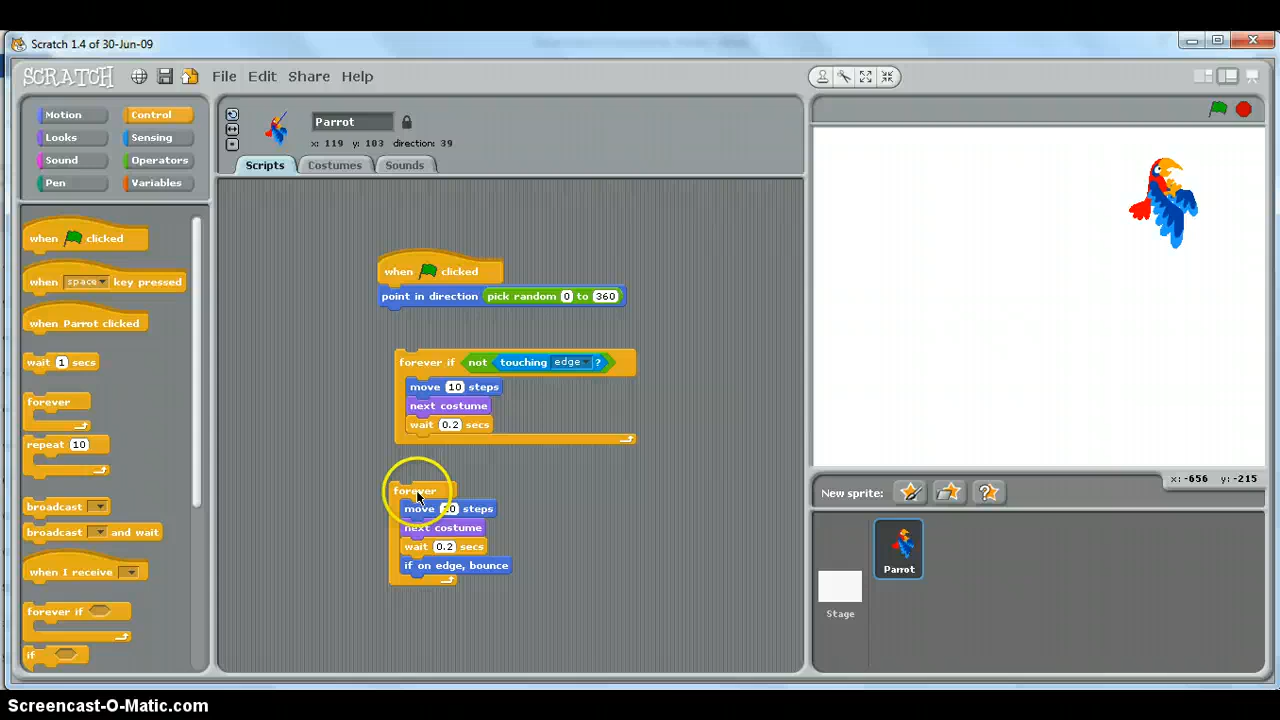 Scratch 1.4 of 30-Jun-09
SCRATCH File Edit Share Help
Motion Control
Looks Sensing
Sound Operators
Pen Variables
when clicked
when space key pressed
when Parrot clicked
wait 1 secs
forever
repeat 10
broadcast
broadcast and wait
when I receive
forever if
if
Parrot
x: 119 y: 103 direction: 39
Scripts Costumes Sounds
when clicked
point in direction pick random 0 to 360
forever if not touching edge ?
move 10 steps
next costume
wait 0.2 secs
forever
move 10 steps
next costume
wait 0.2 secs
if on edge, bounce
x: -656 y: -215
New sprite:
Parrot
Stage
Screencast-O-Matic.com